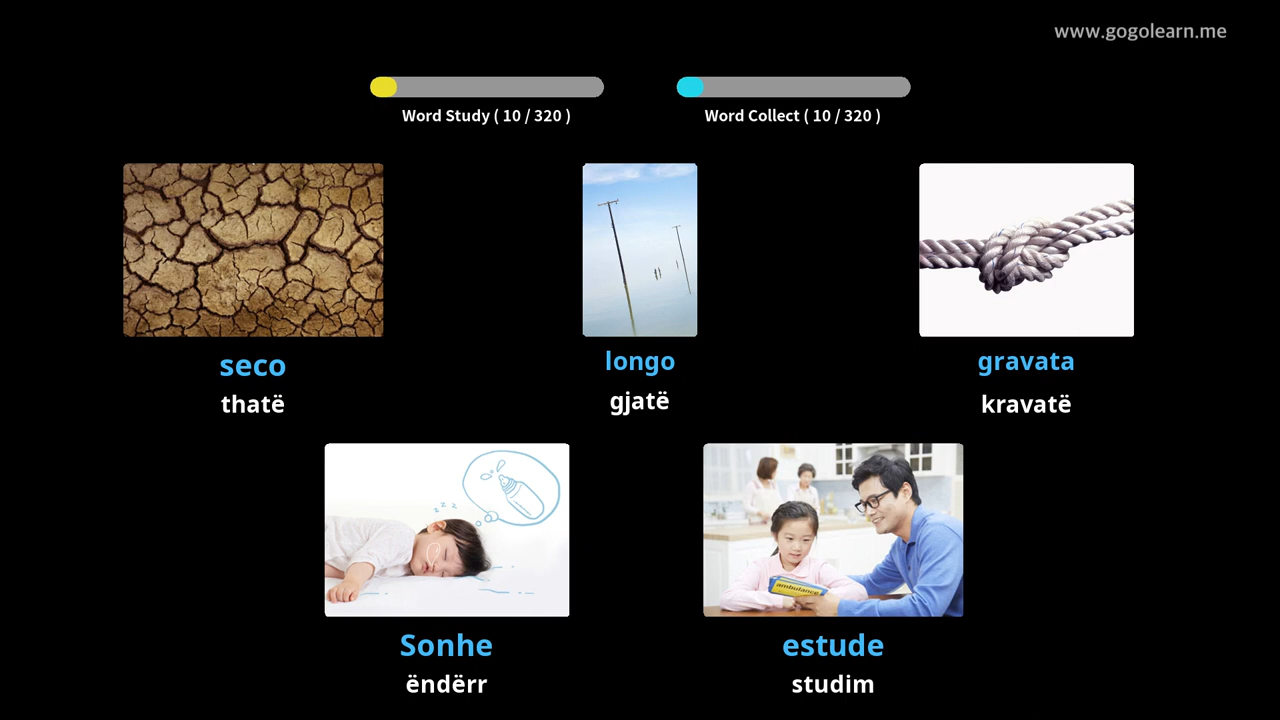 www.gogolearn.me
Word Study ( 10 / 320 )
Word Collect ( 10 / 320 )
seco
thatë
longo
gjatë
gravata
kravatë
ambulance
Sonhe
ëndërr
estude
studim